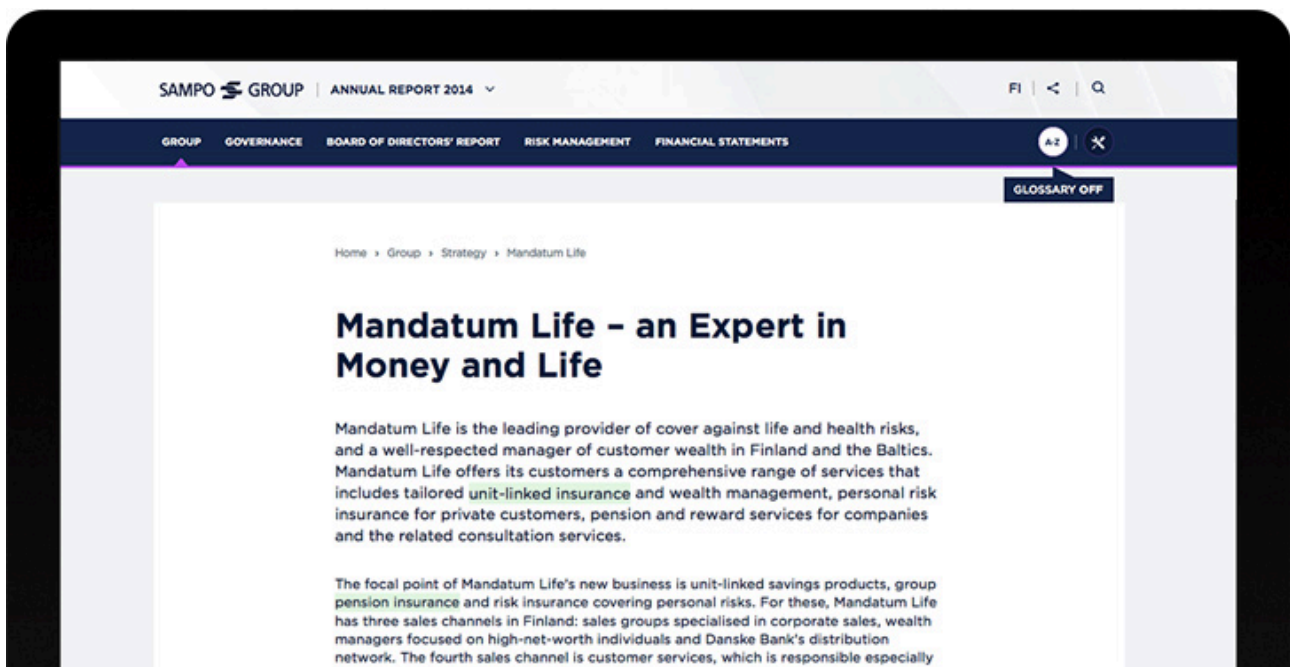 SAMPO GROUP | ANNUAL REPORT 2014
FI
GROUP GOVERNANCE BOARD OF DIRECTORS' REPORT RISK MANAGEMENT FINANCIAL STATEMENTS A-Z
GLOSSARY OFF
Home › Group › Strategy › Mandatum Life
Mandatum Life – an Expert in
Money and Life
Mandatum Life is the leading provider of cover against life and health risks,
and a well-respected manager of customer wealth in Finland and the Baltics.
Mandatum Life offers its customers a comprehensive range of services that
includes tailored unit-linked insurance and wealth management, personal risk
insurance for private customers, pension and reward services for companies
and the related consultation services.
The focal point of Mandatum Life's new business is unit-linked savings products, group
pension insurance and risk insurance covering personal risks. For these, Mandatum Life
has three sales channels in Finland: sales groups specialised in corporate sales, wealth
managers focused on high-net-worth individuals and Danske Bank's distribution
network. The fourth sales channel is customer services, which is responsible especially